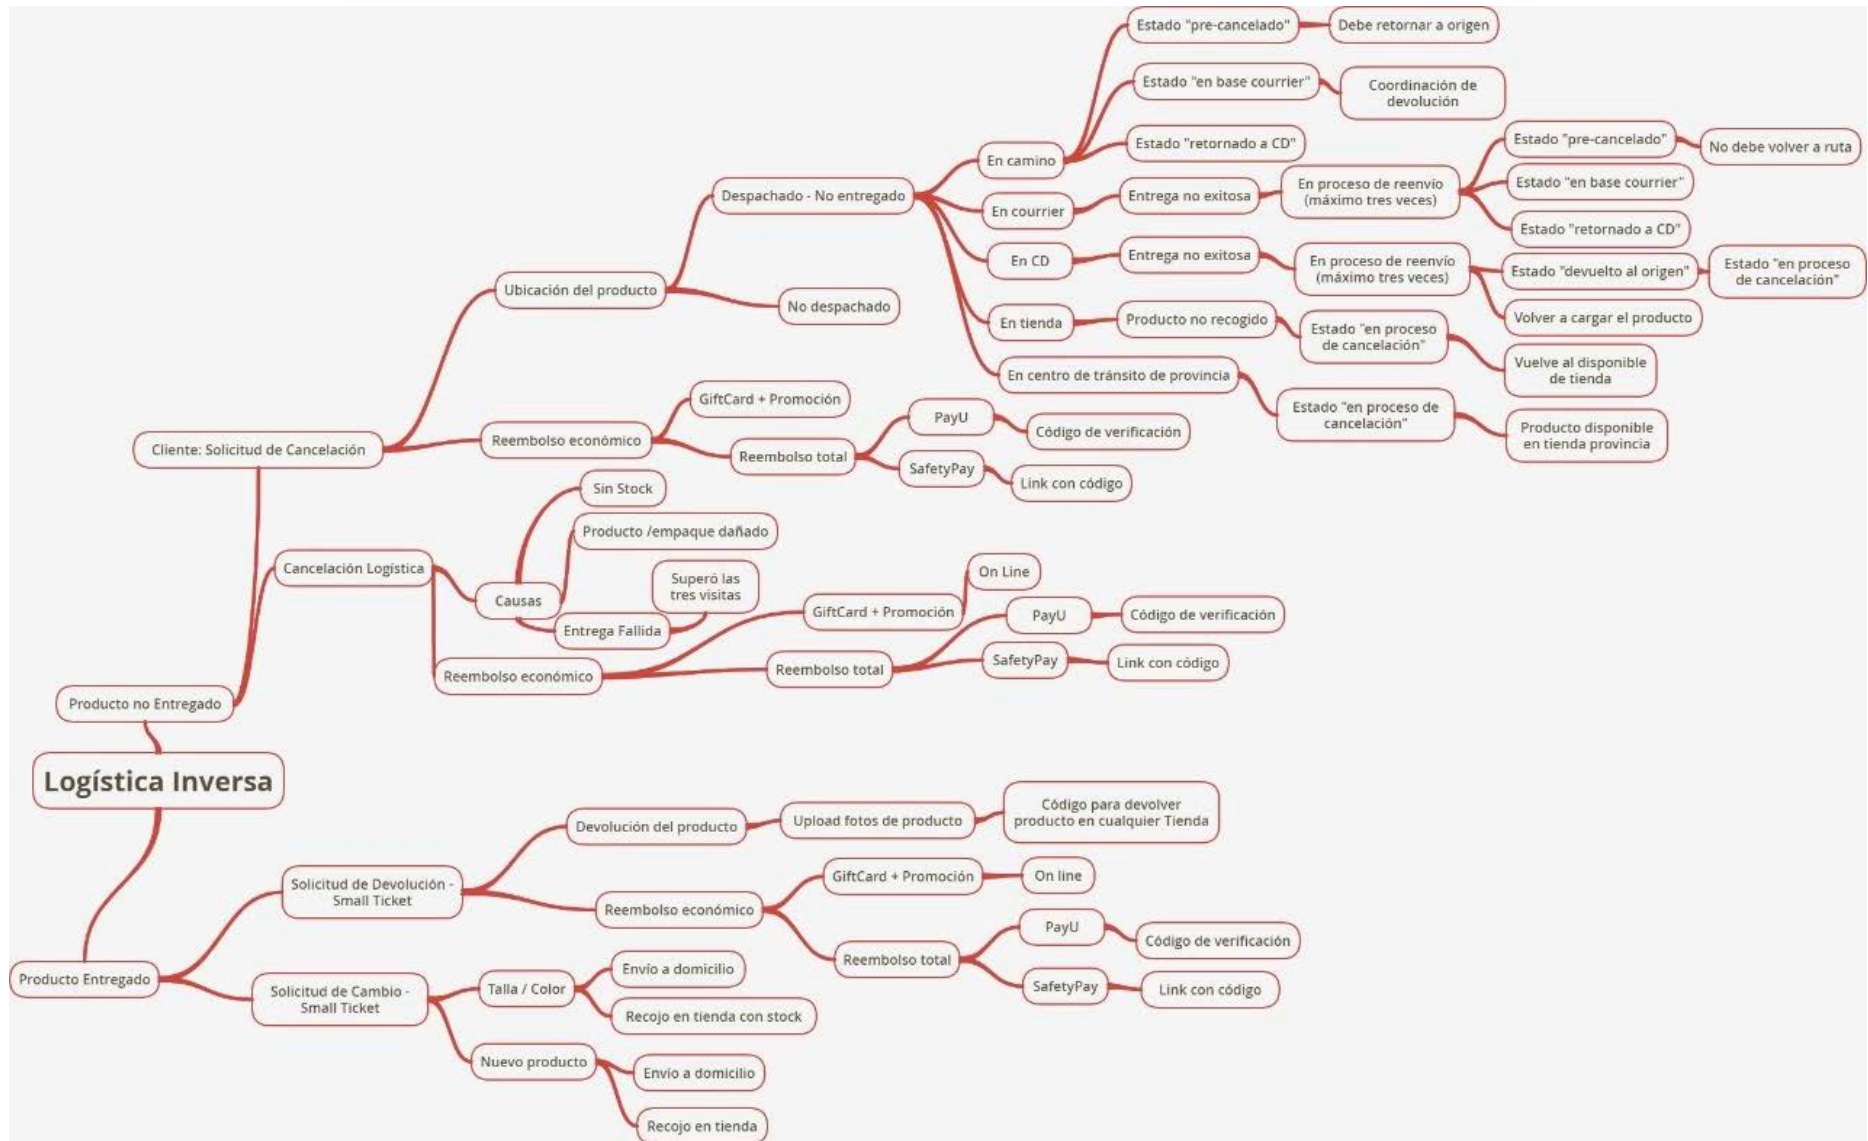 Estado "pre-cancelado"
Debe retornar a origen
Estado "en base courrier"
Coordinación de
devolución
Estado "retornado a CD"
En camino
Estado "pre-cancelado"
No debe volver a ruta
Despachado - No entregado
En courrier
Entrega no exitosa
En proceso de reenvío
(máximo tres veces)
Estado "en base courrier"
Estado "retornado a CD"
En CD
Entrega no exitosa
En proceso de reenvío
(máximo tres veces)
Estado "devuelto al origen"
Estado "en proceso
de cancelación"
Volver a cargar el producto
Ubicación del producto
No despachado
En tienda
Producto no recogido
Estado "en proceso
de cancelación"
Vuelve al disponible
de tienda
En centro de tránsito de provincia
Estado "en proceso de
cancelación"
Producto disponible
en tienda provincia
Cliente: Solicitud de Cancelación
Reembolso económico
GiftCard + Promoción
Reembolso total
PayU
Código de verificación
SafetyPay
Link con código
Sin Stock
Producto /empaque dañado
Cancelación Logística
Causas
Superó las
tres visitas
Entrega Fallida
On Line
GiftCard + Promoción
PayU
Código de verificación
Reembolso económico
Reembolso total
SafetyPay
Link con código
Producto no Entregado
Logística Inversa
Devolución del producto
Upload fotos de producto
Código para devolver
producto en cualquier Tienda
Solicitud de Devolución -
Small Ticket
Reembolso económico
GiftCard + Promoción
On line
Reembolso total
PayU
Código de verificación
SafetyPay
Link con código
Producto Entregado
Solicitud de Cambio -
Small Ticket
Talla / Color
Envío a domicilio
Recojo en tienda con stock
Nuevo producto
Envío a domicilio
Recojo en tienda